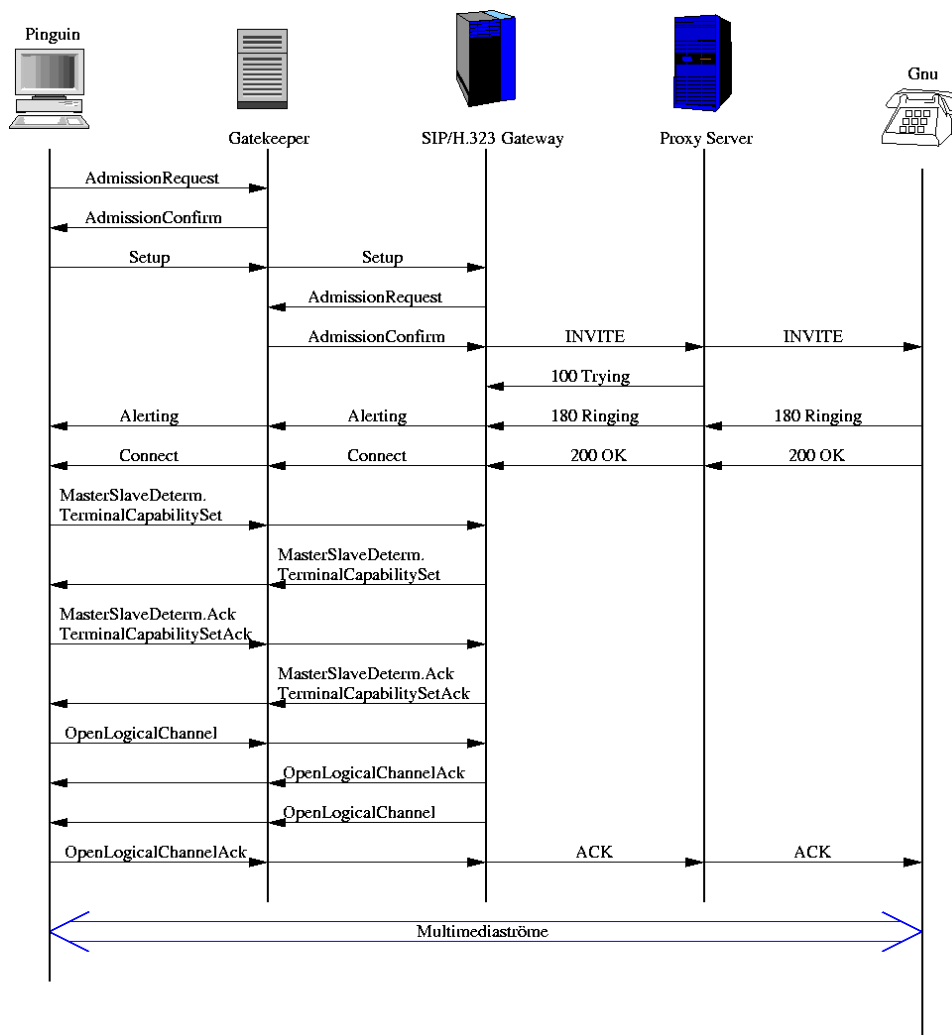 Pinguin
Gnu
Gatekeeper
SIP/H.323 Gateway
Proxy Server
AdmissionRequest
AdmissionConfirm
Setup
Setup
AdmissionRequest
AdmissionConfirm
INVITE
INVITE
100 Trying
Alerting
Alerting
180 Ringing
180 Ringing
Connect
Connect
200 OK
200 OK
MasterSlaveDeterm.
TerminalCapabilitySet
MasterSlaveDeterm.
TerminalCapabilitySet
MasterSlaveDeterm.Ack
TerminalCapabilitySetAck
MasterSlaveDeterm.Ack
TerminalCapabilitySetAck
OpenLogicalChannel
OpenLogicalChannelAck
OpenLogicalChannel
OpenLogicalChannelAck
ACK
ACK
Multimediaströme